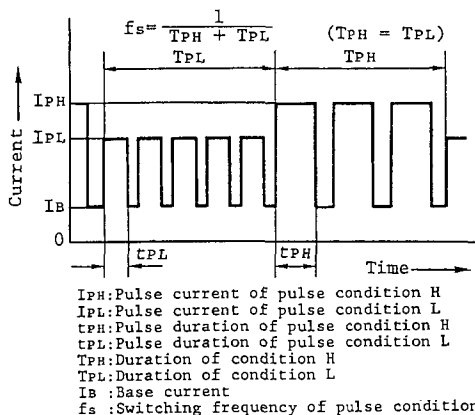 fs= 1 / TPH + TPL
(TPH = TPL)
TPL
TPH
IPH
IPL
IB
0
Current
tPL
tPH
Time
IPH:Pulse current of pulse condition H
IPL:Pulse current of pulse condition L
tPH:Pulse duration of pulse condition H
tPL:Pulse duration of pulse condition L
TPH:Duration of condition H
TPL:Duration of condition L
IB :Base current
fs :Switching frequency of pulse condition